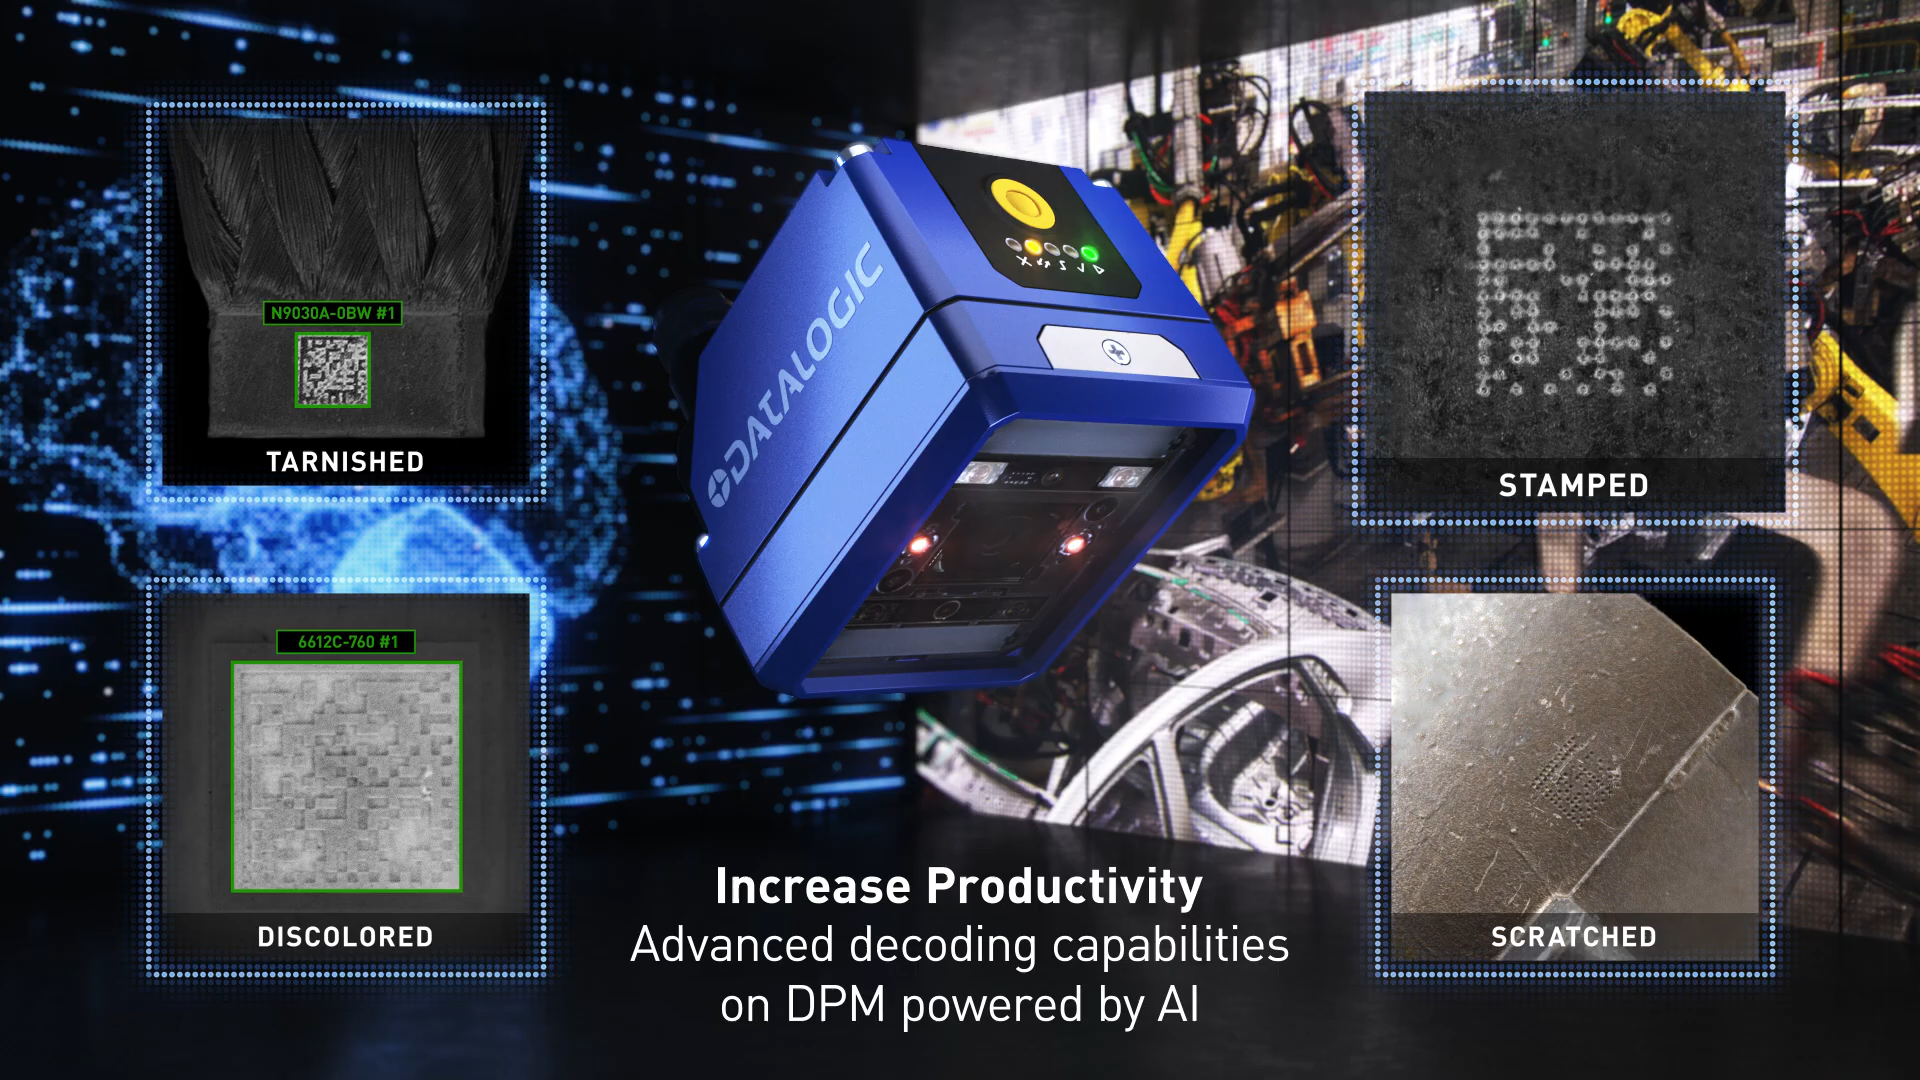 N9030A-0BW #1
TARNISHED
DATALOGIC
STAMPED
6612C-760 #1
DISCOLORED
SCRATCHED
Increase Productivity
Advanced decoding capabilities
on DPM powered by AI